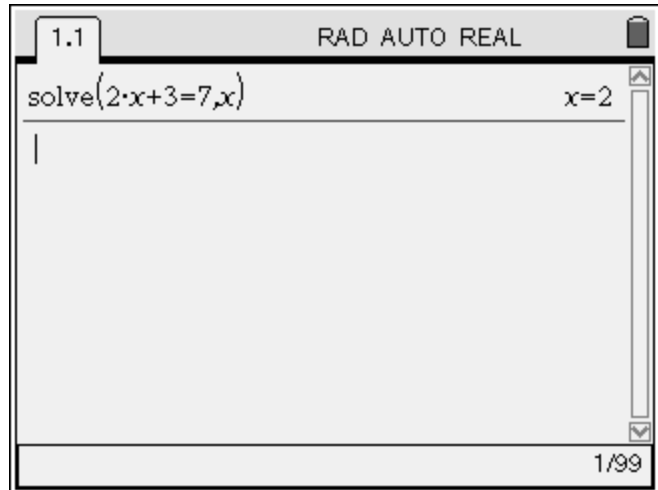 1.1 RAD AUTO REAL
solve(2·x+3=7,x) x=2
1/99